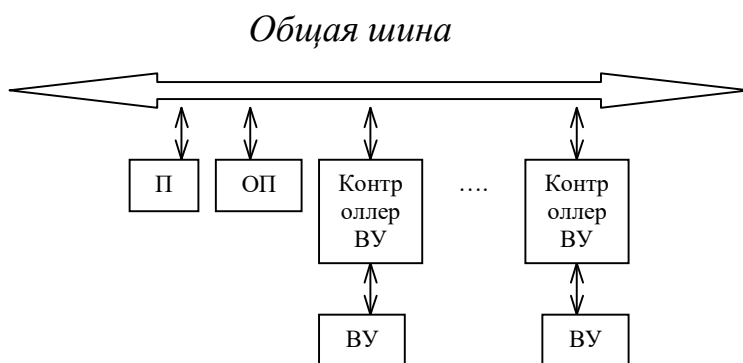 Общая шина
П
ОП
Контр
оллер
ВУ
....
Контр
оллер
ВУ
ВУ
ВУ